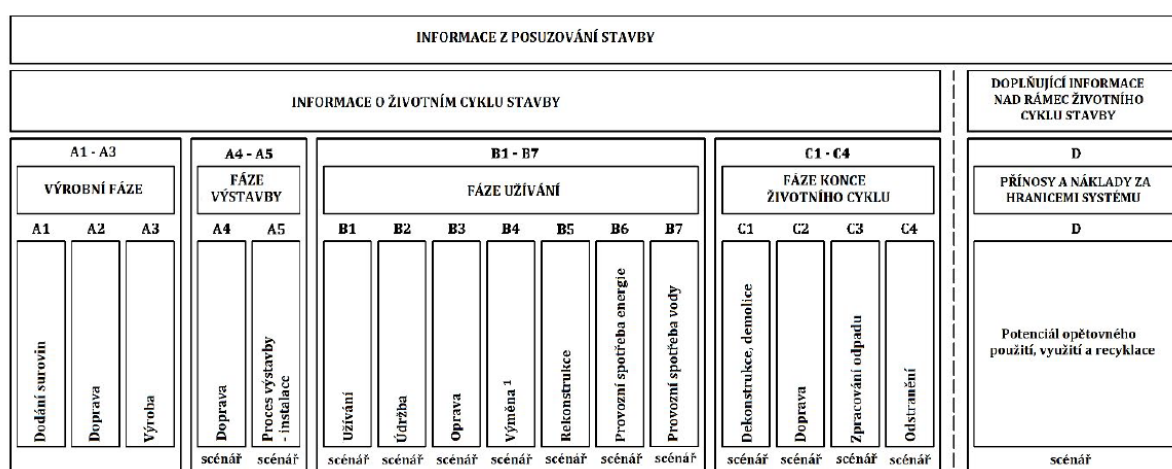 INFORMACE Z POSUZOVÁNÍ STAVBY
INFORMACE O ŽIVOTNÍM CYKLU STAVBY
DOPLŇUJÍCÍ INFORMACE
NAD RÁMEC ŽIVOTNÍHO
CYKLU STAVBY
A1 - A3
VÝROBNÍ FÁZE
A1 A2 A3
Dodání surovin
Doprava
Výroba
A4 - A5
FÁZE
VÝSTAVBY
A4 A5
Doprava
Proces výstavby
- instalace
scénář scénář
B1 - B7
FÁZE UŽÍVÁNÍ
B1 B2 B3 B4 B5 B6 B7
Užívání
Údržba
Oprava
Výměna ¹
Rekonstrukce
Provozní spotřeba energie
Provozní spotřeba vody
scénář scénář scénář scénář scénář scénář scénář
C1 - C4
FÁZE KONCE
ŽIVOTNÍHO CYKLU
C1 C2 C3 C4
Dekonstrukce, demolice
Doprava
Zpracování odpadu
Odstranění
scénář scénář scénář scénář
D
PŘÍNOSY A NÁKLADY ZA
HRANICEMI SYSTÉMU
D
Potenciál opětovného
použití, využití a recyklace
scénář